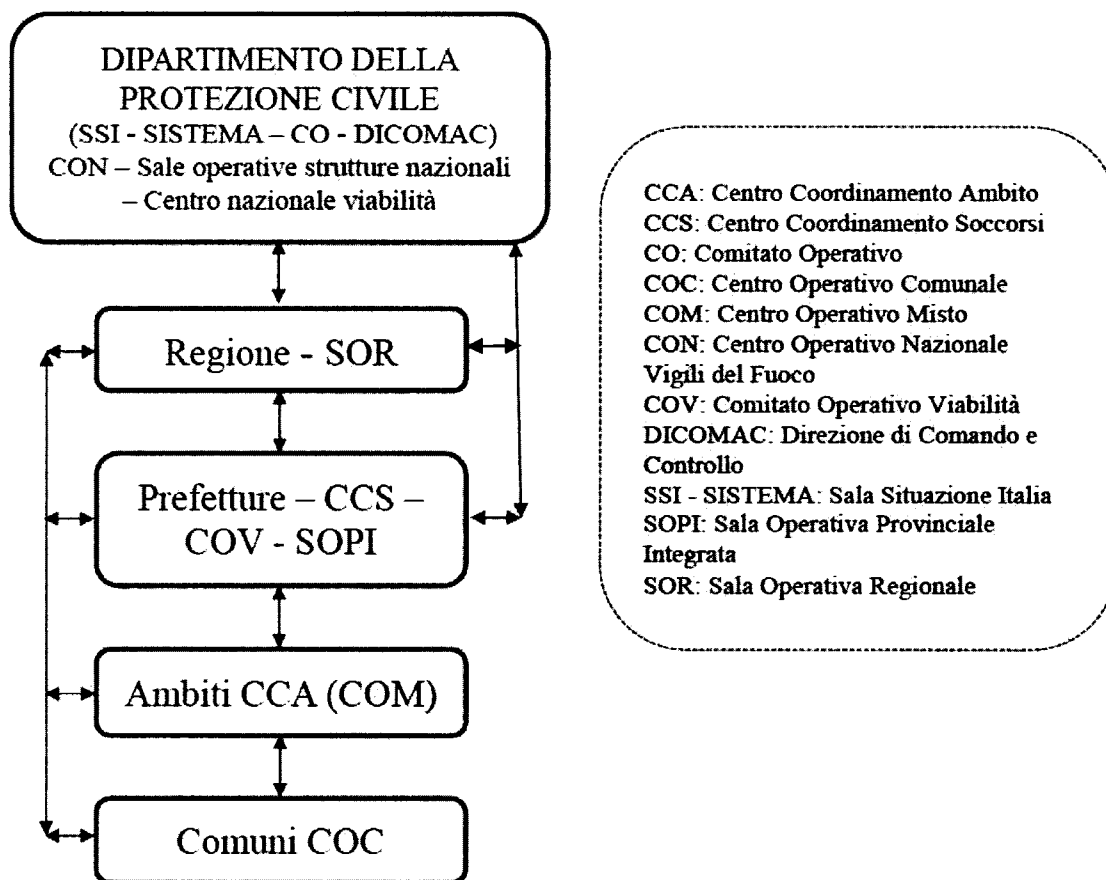 DIPARTIMENTO DELLA
PROTEZIONE CIVILE
(SSI - SISTEMA – CO - DICOMAC)
CON – Sale operative strutture nazionali
– Centro nazionale viabilità
Regione - SOR
Prefetture – CCS –
COV - SOPI
Ambiti CCA (COM)
Comuni COC
CCA: Centro Coordinamento Ambito
CCS: Centro Coordinamento Soccorsi
CO: Comitato Operativo
COC: Centro Operativo Comunale
COM: Centro Operativo Misto
CON: Centro Operativo Nazionale
Vigili del Fuoco
COV: Comitato Operativo Viabilità
DICOMAC: Direzione di Comando e
Controllo
SSI - SISTEMA: Sala Situazione Italia
SOPI: Sala Operativa Provinciale
Integrata
SOR: Sala Operativa Regionale